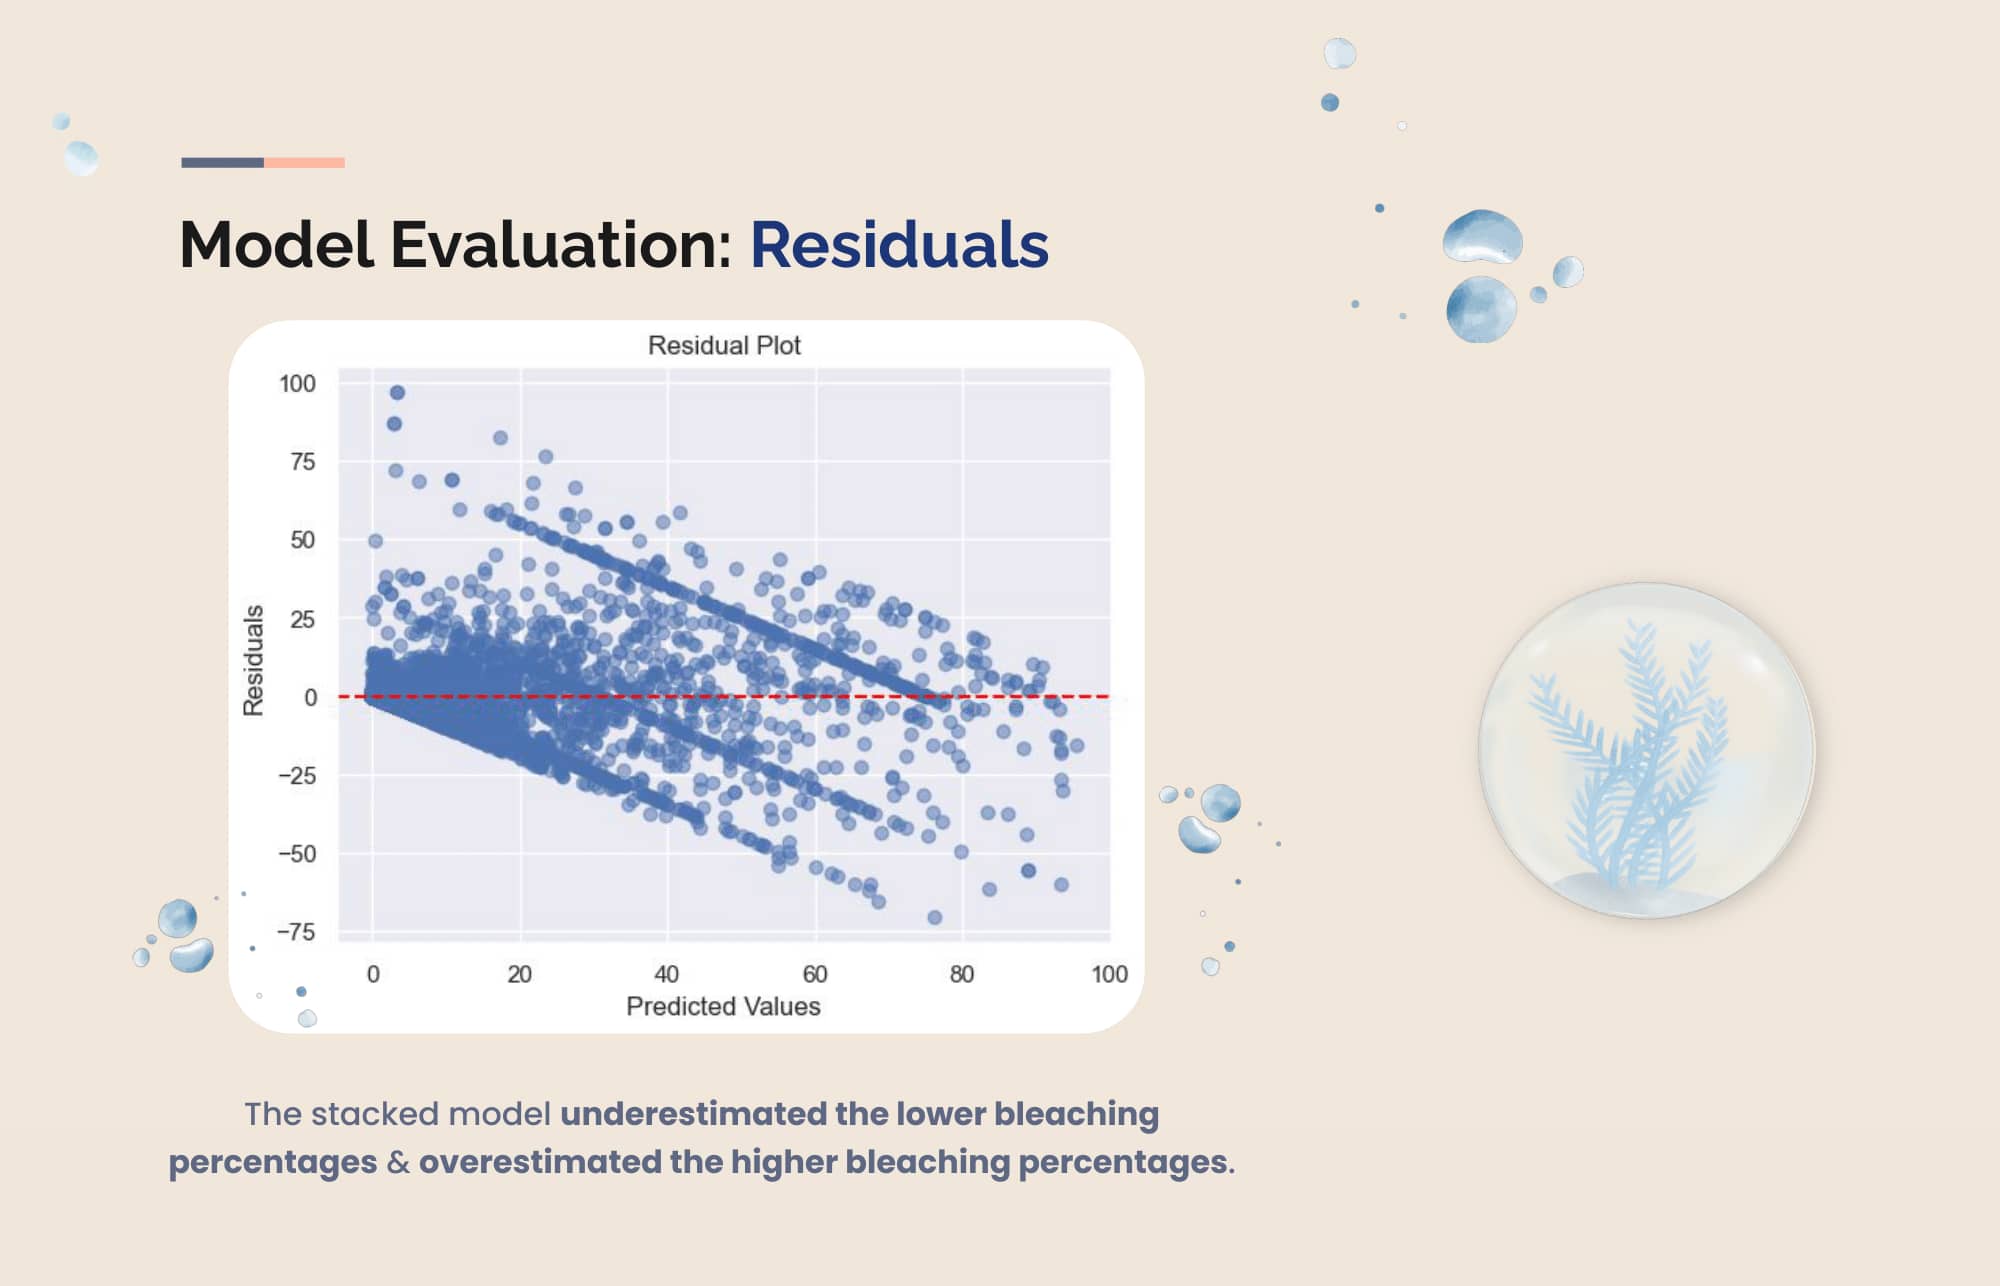 Model Evaluation: Residuals
Residual Plot
100
75
50
25
0
−25
−50
−75
Residuals
0 20 40 60 80 100
Predicted Values
The stacked model underestimated the lower bleaching
percentages & overestimated the higher bleaching percentages.